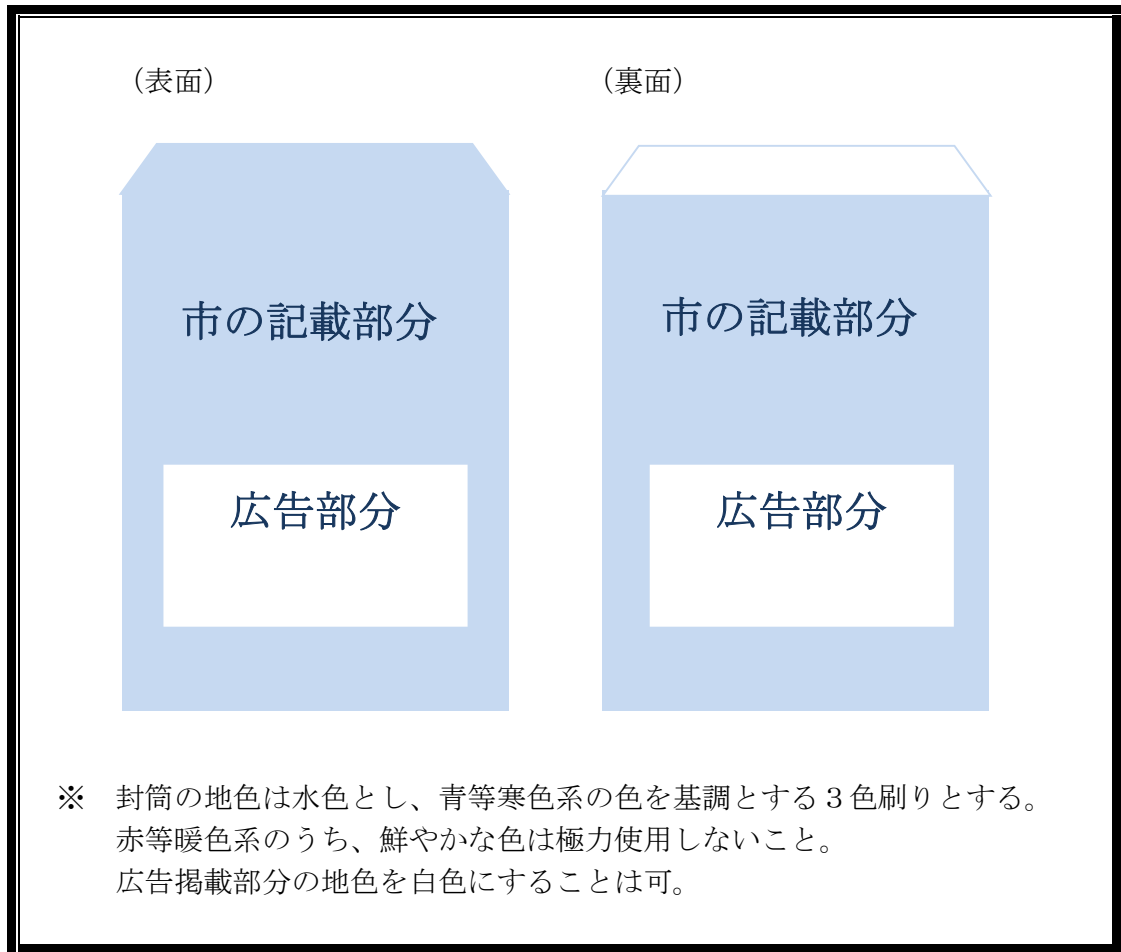 （表面）
（裏面）
市の記載部分
市の記載部分
広告部分
広告部分
※　封筒の地色は水色とし、青等寒色系の色を基調とする３色刷りとする。
赤等暖色系のうち、鮮やかな色は極力使用しないこと。
広告掲載部分の地色を白色にすることは可。